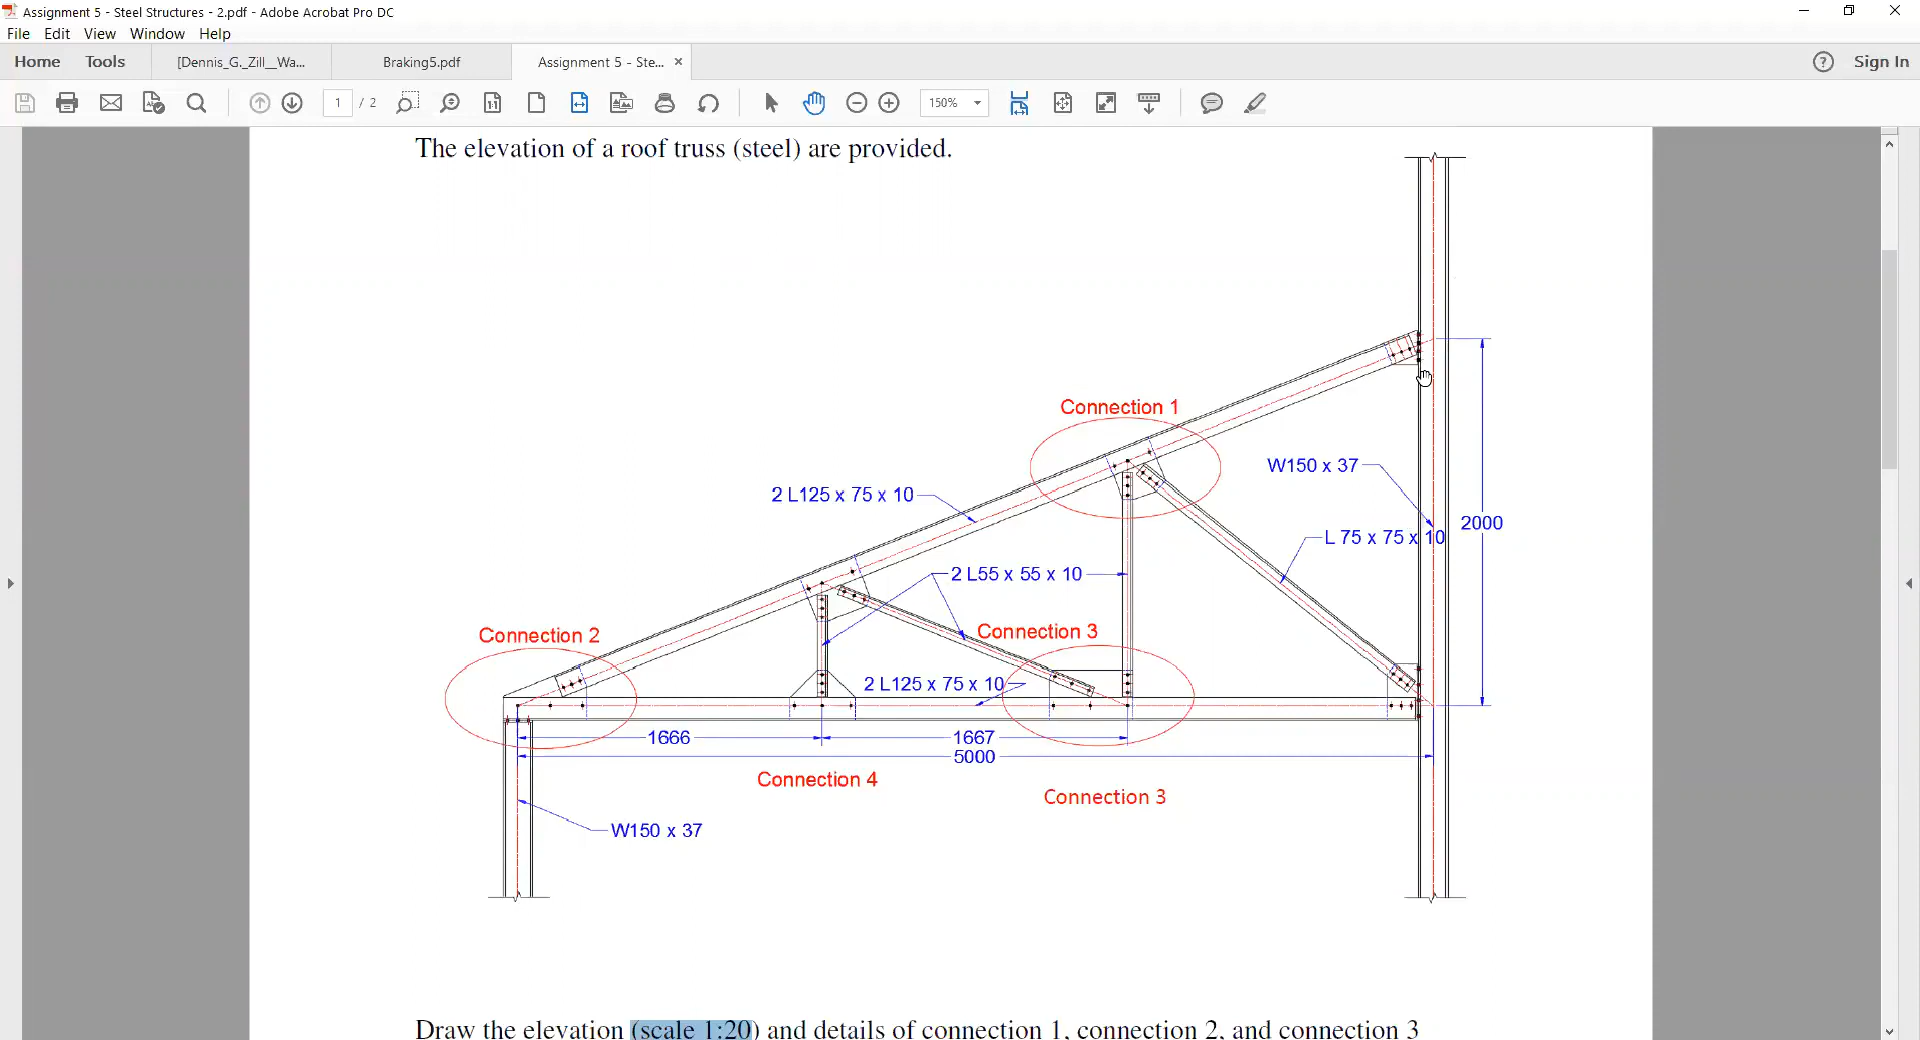 Assignment 5 - Steel Structures - 2.pdf - Adobe Acrobat Pro DC
File Edit View Window Help
Home Tools [Dennis_G._Zill__Wa... Braking5.pdf Assignment 5 - Ste... × Sign In
1 / 2 150%
The elevation of a roof truss (steel) are provided.
Connection 1
W150 x 37
2 L125 x 75 x 10
2000
L 75 x 75 x 10
2 L55 x 55 x 10
Connection 2
Connection 3
2 L125 x 75 x 10
1666
1667
5000
Connection 4
Connection 3
W150 x 37
Draw the elevation (scale 1:20) and details of connection 1, connection 2, and connection 3